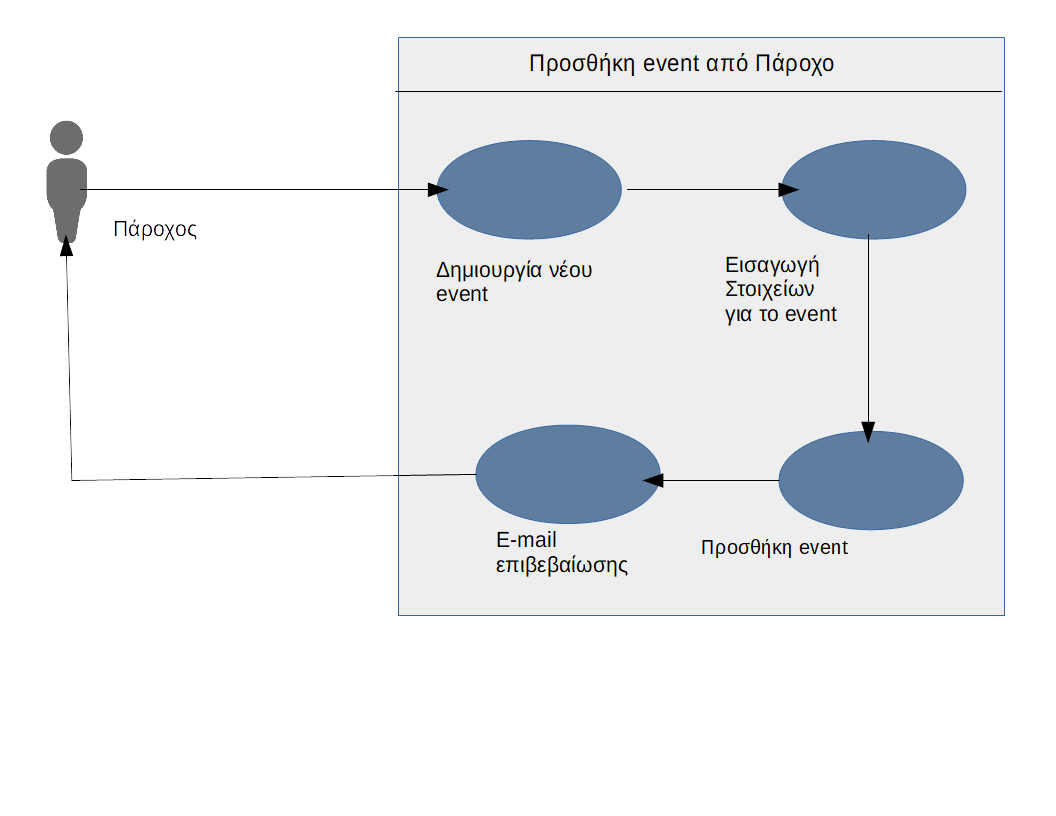 Προσθήκη event από Πάροχο
Πάροχος
Δημιουργία νέου
event
Εισαγωγή
Στοιχείων
για το event
E-mail
επιβεβαίωσης
Προσθήκη event